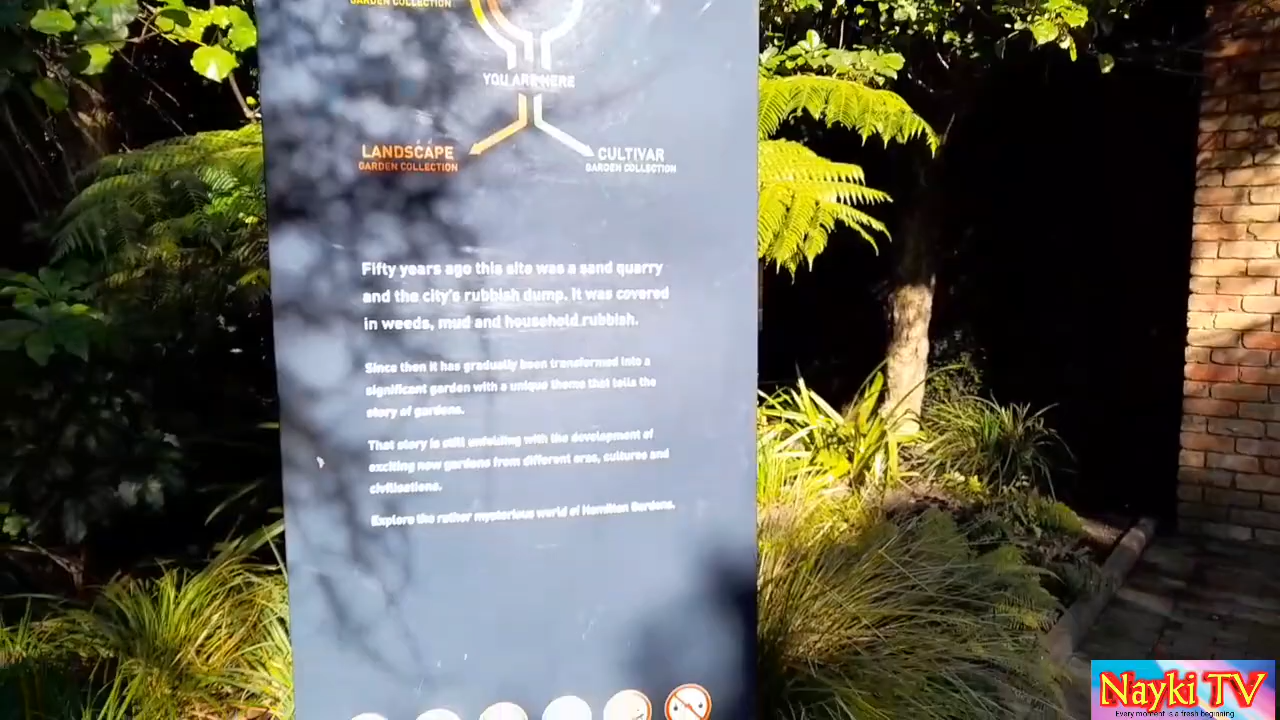 GARDEN COLLECTION
YOU ARE HERE
LANDSCAPE
GARDEN COLLECTION
CULTIVAR
GARDEN COLLECTION
Fifty years ago this site was a sand quarry
and the city's rubbish dump. It was covered
in weeds, mud and household rubbish.
Since then it has gradually been transformed into a
significant garden with a unique theme that tells the
story of gardens.
That story is still unfolding with the development of
exciting new gardens from different eras, cultures and
civilisations.
Explore the rather mysterious world of Hamilton Gardens.
Nayki TV
Every moment is a fresh beginning